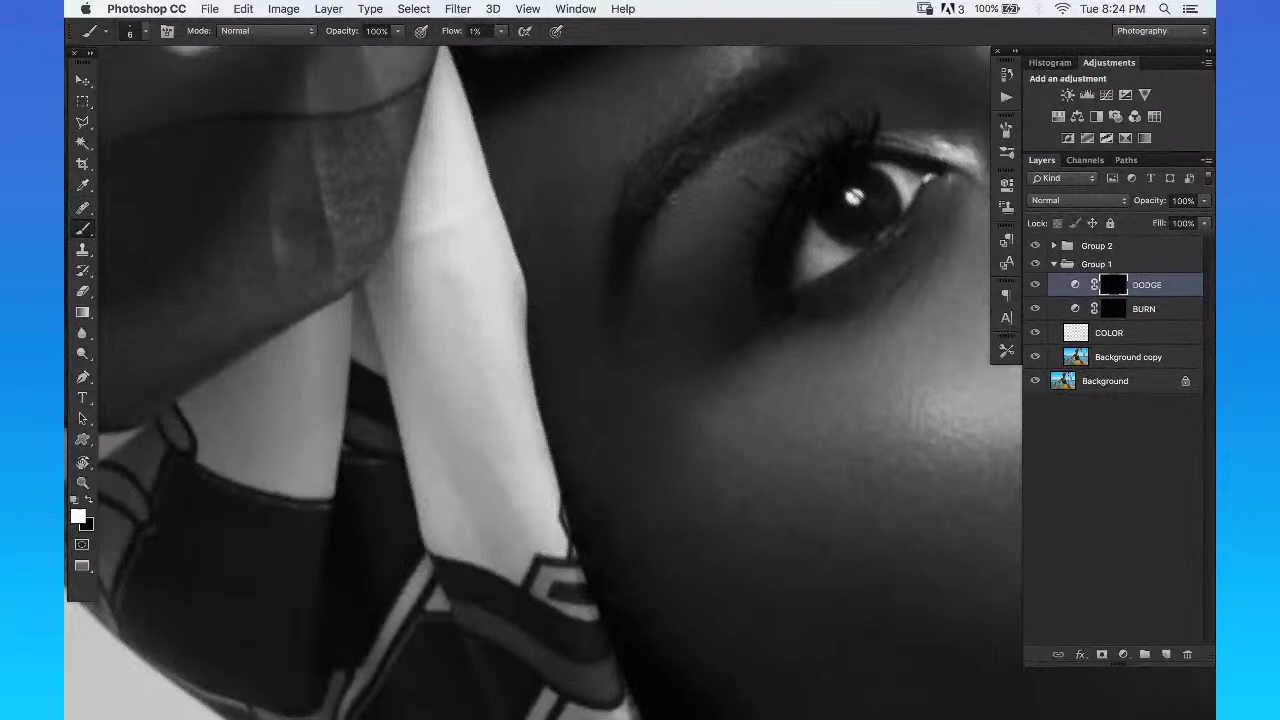 Photoshop CC File Edit Image Layer Type Select Filter 3D View Window Help 3 100% Tue 8:24 PM
6 Mode: Normal Opacity: 100% Flow: 1% Photography
Histogram Adjustments
Add an adjustment
Layers Channels Paths
Kind T
Normal Opacity: 100%
Lock: Fill: 100%
Group 2
Group 1
DODGE
BURN
COLOR
Background copy
Background